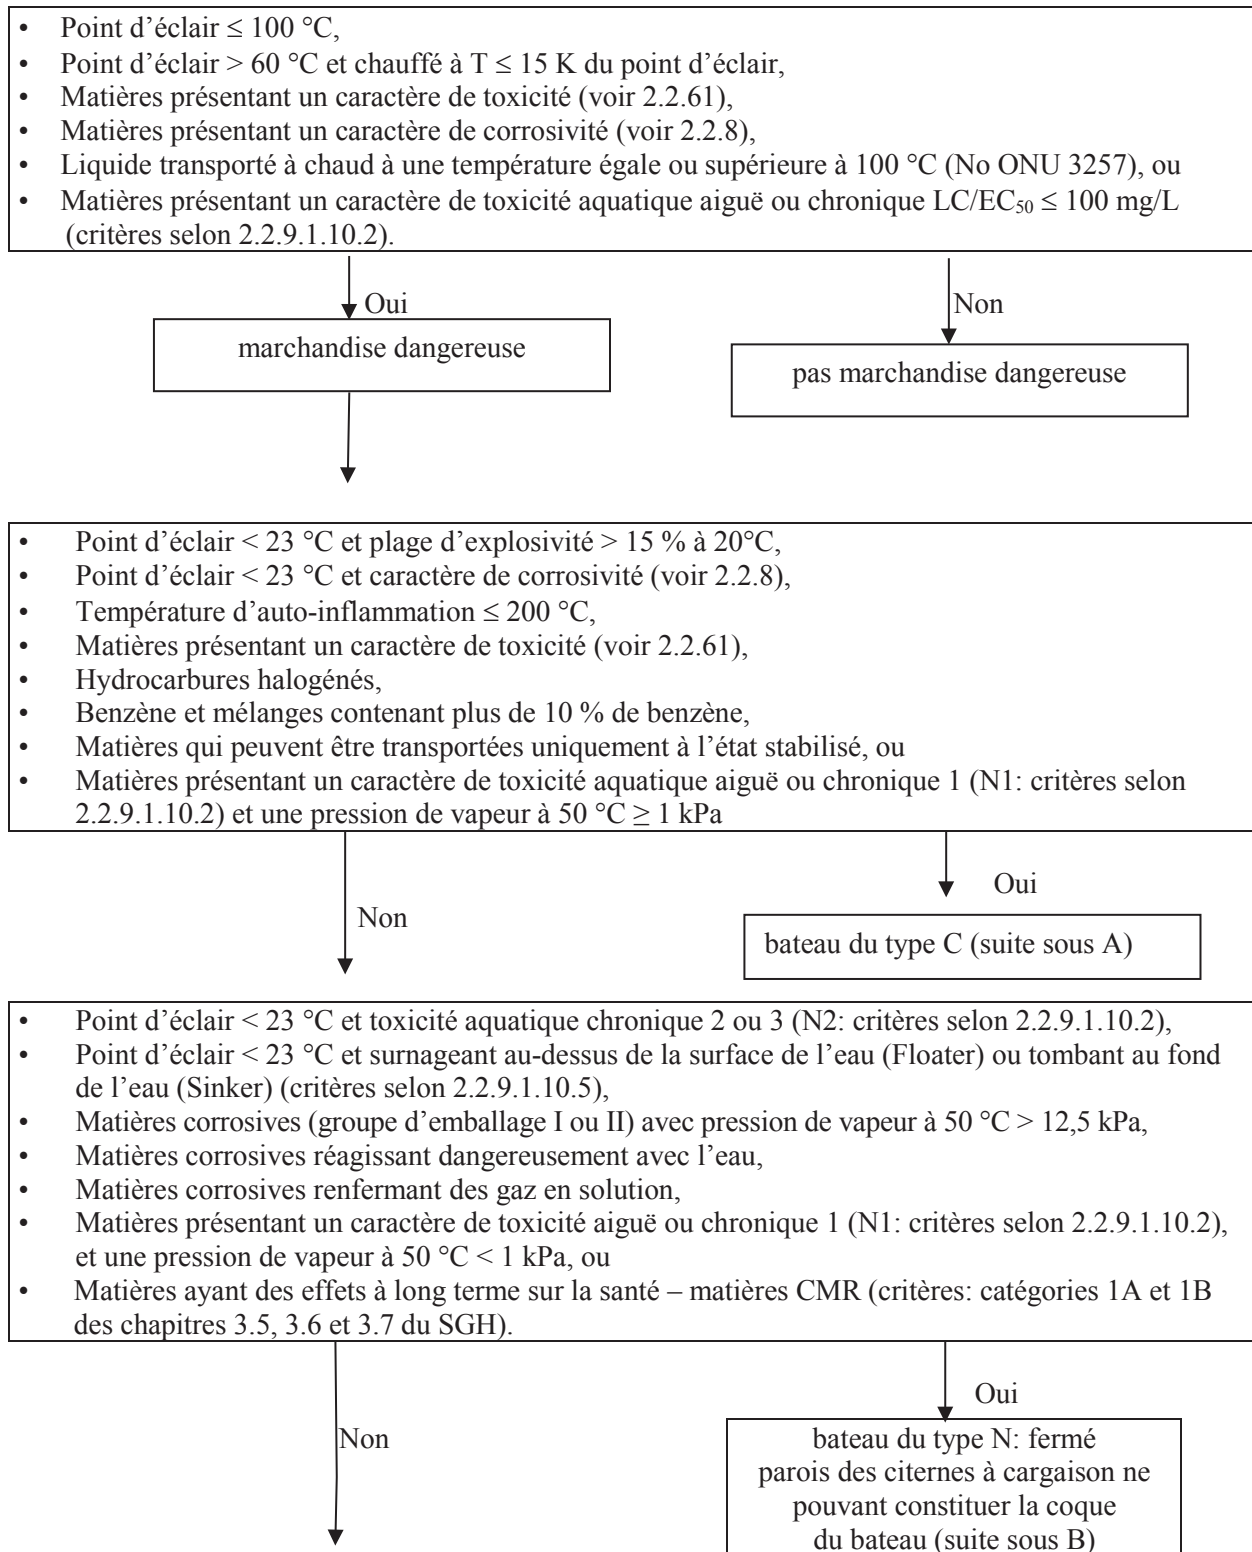 • Point d’éclair ≤ 100 °C,
• Point d’éclair > 60 °C et chauffé à T ≤ 15 K du point d’éclair,
• Matières présentant un caractère de toxicité (voir 2.2.61),
• Matières présentant un caractère de corrosivité (voir 2.2.8),
• Liquide transporté à chaud à une température égale ou supérieure à 100 °C (No ONU 3257), ou
• Matières présentant un caractère de toxicité aquatique aiguë ou chronique LC/EC₅₀ ≤ 100 mg/L
(critères selon 2.2.9.1.10.2).
Oui
Non
marchandise dangereuse
pas marchandise dangereuse
• Point d’éclair < 23 °C et plage d’explosivité > 15 % à 20°C,
• Point d’éclair < 23 °C et caractère de corrosivité (voir 2.2.8),
• Température d’auto-inflammation ≤ 200 °C,
• Matières présentant un caractère de toxicité (voir 2.2.61),
• Hydrocarbures halogénés,
• Benzène et mélanges contenant plus de 10 % de benzène,
• Matières qui peuvent être transportées uniquement à l’état stabilisé, ou
• Matières présentant un caractère de toxicité aquatique aiguë ou chronique 1 (N1: critères selon
2.2.9.1.10.2) et une pression de vapeur à 50 °C ≥ 1 kPa
Oui
Non
bateau du type C (suite sous A)
• Point d’éclair < 23 °C et toxicité aquatique chronique 2 ou 3 (N2: critères selon 2.2.9.1.10.2),
• Point d’éclair < 23 °C et surnageant au-dessus de la surface de l’eau (Floater) ou tombant au fond
de l’eau (Sinker) (critères selon 2.2.9.1.10.5),
• Matières corrosives (groupe d’emballage I ou II) avec pression de vapeur à 50 °C > 12,5 kPa,
• Matières corrosives réagissant dangereusement avec l’eau,
• Matières corrosives renfermant des gaz en solution,
• Matières présentant un caractère de toxicité aiguë ou chronique 1 (N1: critères selon 2.2.9.1.10.2),
et une pression de vapeur à 50 °C < 1 kPa, ou
• Matières ayant des effets à long terme sur la santé – matières CMR (critères: catégories 1A et 1B
des chapitres 3.5, 3.6 et 3.7 du SGH).
Oui
Non
bateau du type N: fermé
parois des citernes à cargaison ne
pouvant constituer la coque
du bateau (suite sous B)